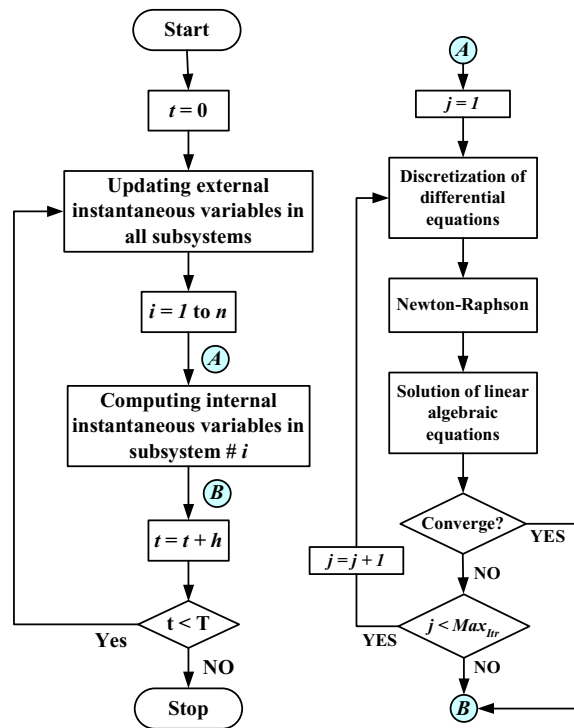 Start
t = 0
Updating external
instantaneous variables in
all subsystems
i = 1 to n
A
Computing internal
instantaneous variables in
subsystem # i
B
t = t + h
t < T
Yes
NO
Stop
A
j = 1
Discretization of
differential
equations
Newton-Raphson
Solution of linear
algebraic
equations
Converge?
YES
NO
j = j + 1
j < Max_Itr
YES
NO
B